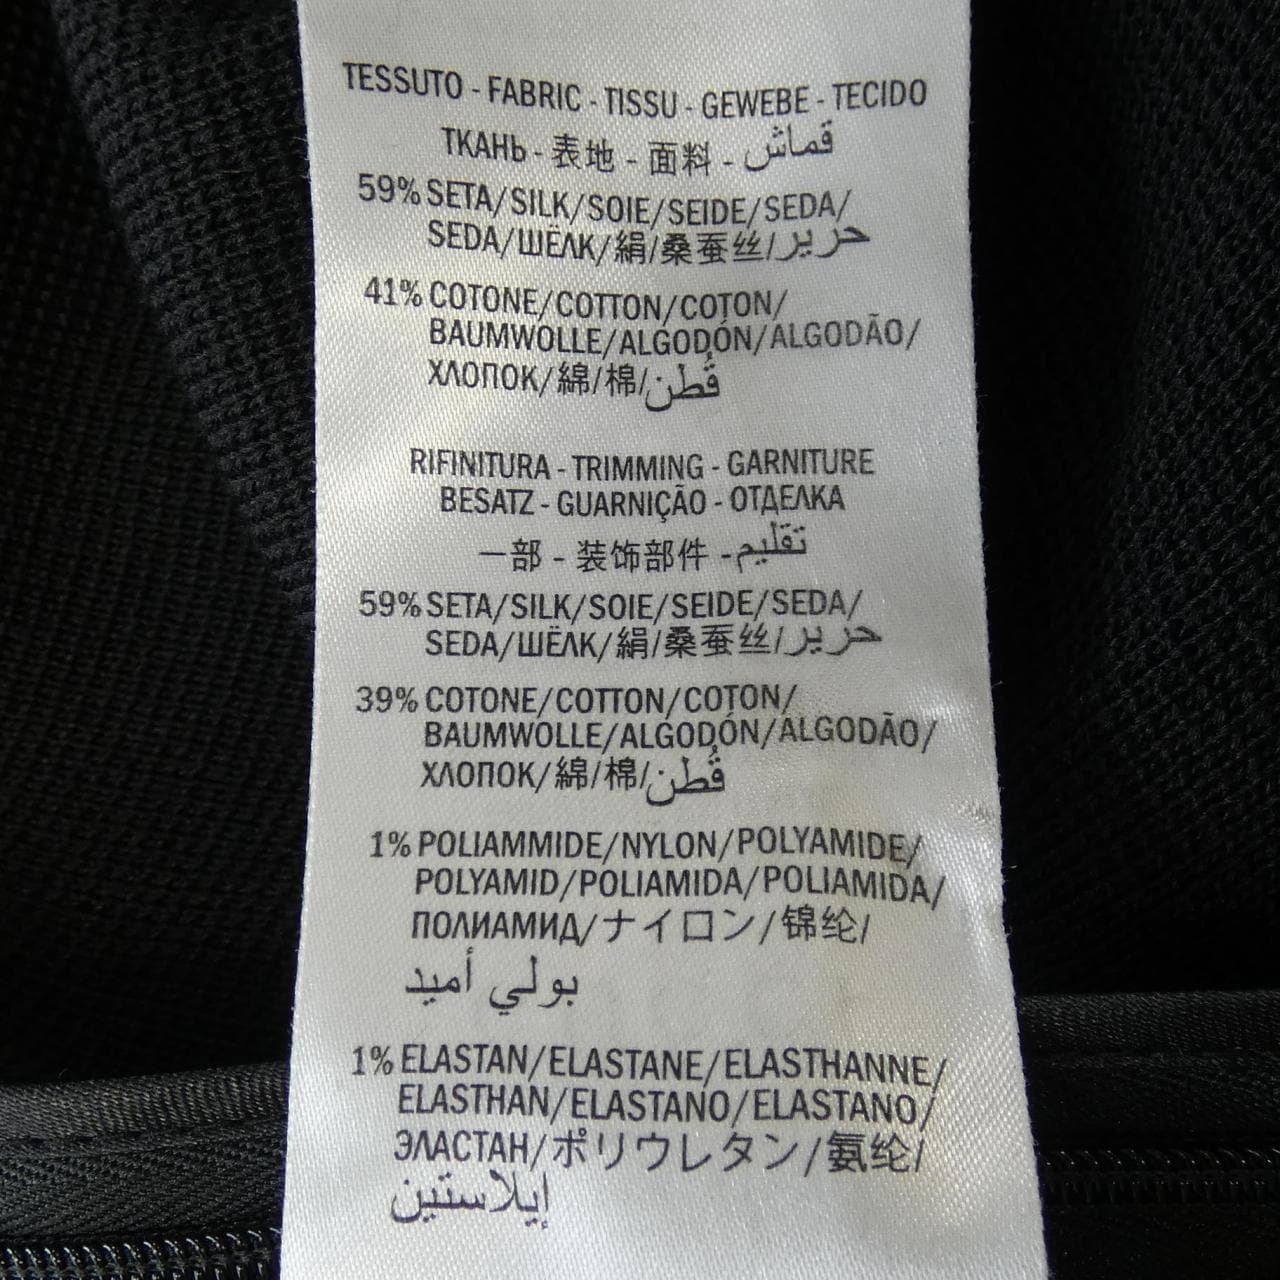 TESSUTO - FABRIC - TISSU - GEWEBE - TECIDO
ТКАНЬ - 表地 - 面料 - قماش
59% SETA/SILK/SOIE/SEIDE/SEDA/
SEDA/ШЁЛК/絹/桑蚕丝/حرير
41% COTONE/COTTON/COTON/
BAUMWOLLE/ALGODÓN/ALGODÃO/
ХЛОПОК/綿/棉/قُطن
RIFINITURA - TRIMMING - GARNITURE
BESATZ - GUARNIÇÃO - ОТДЕЛКА
一部 - 装饰部件 - تقليم
59% SETA/SILK/SOIE/SEIDE/SEDA/
SEDA/ШЁЛК/絹/桑蚕丝/حرير
39% COTONE/COTTON/COTON/
BAUMWOLLE/ALGODÓN/ALGODÃO/
ХЛОПОК/綿/棉/قُطن
1% POLIAMMIDE/NYLON/POLYAMIDE/
POLYAMID/POLIAMIDA/POLIAMIDA/
ПОЛИАМИД/ナイロン/锦纶/
بولي أميد
1% ELASTAN/ELASTANE/ELASTHANNE/
ELASTHAN/ELASTANO/ELASTANO/
ЭЛАСТАН/ポリウレタン/氨纶/
إيلاستين